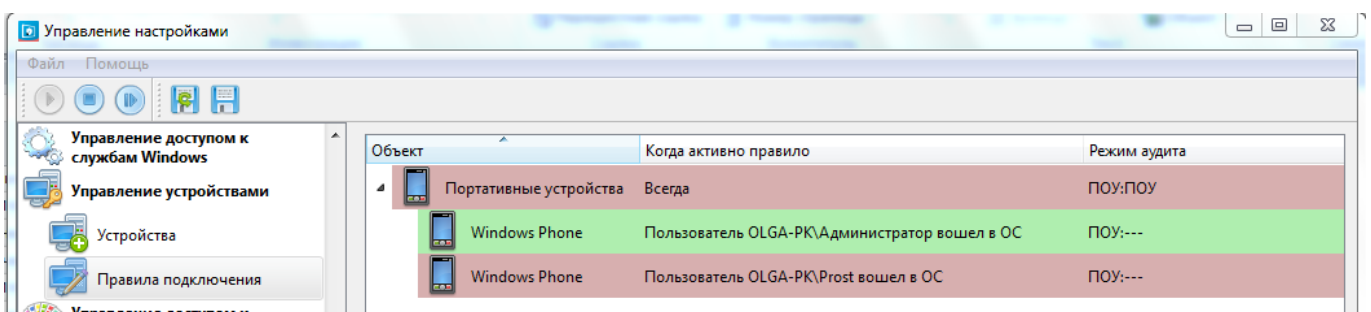 Управление настройками
Файл Помощь
Управление доступом к
службам Windows
Управление устройствами
Устройства
Правила подключения
Объект Когда активно правило Режим аудита
Портативные устройства Всегда ПОУ:ПОУ
Windows Phone Пользователь OLGA-PK\Администратор вошел в ОС ПОУ:---
Windows Phone Пользователь OLGA-PK\Prost вошел в ОС ПОУ:---